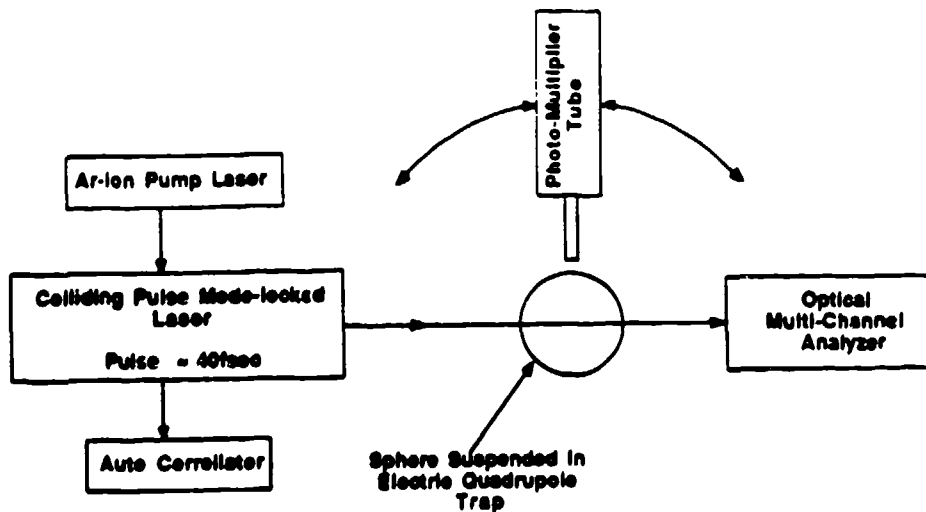 Photo-Multiplier
Tube
Ar-ion Pump Laser
Colliding Pulse Mode-locked
Laser
Pulse ~ 40fsec
Optical
Multi-Channel
Analyzer
Auto Correllator
Sphere Suspended in
Electric Quadrupole
Trap